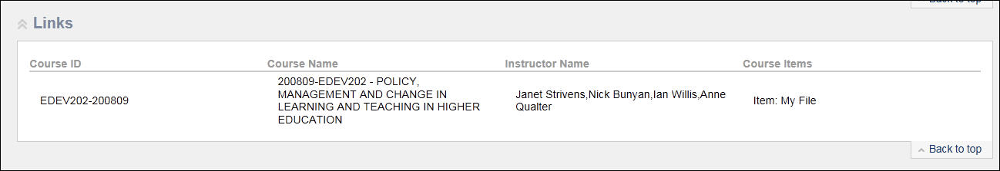 Back to top
Links
Course ID Course Name Instructor Name Course Items
EDEV202-200809
200809-EDEV202 - POLICY,
MANAGEMENT AND CHANGE IN
LEARNING AND TEACHING IN HIGHER
EDUCATION
Janet Strivens,Nick Bunyan,Ian Willis,Anne
Qualter
Item: My File
Back to top